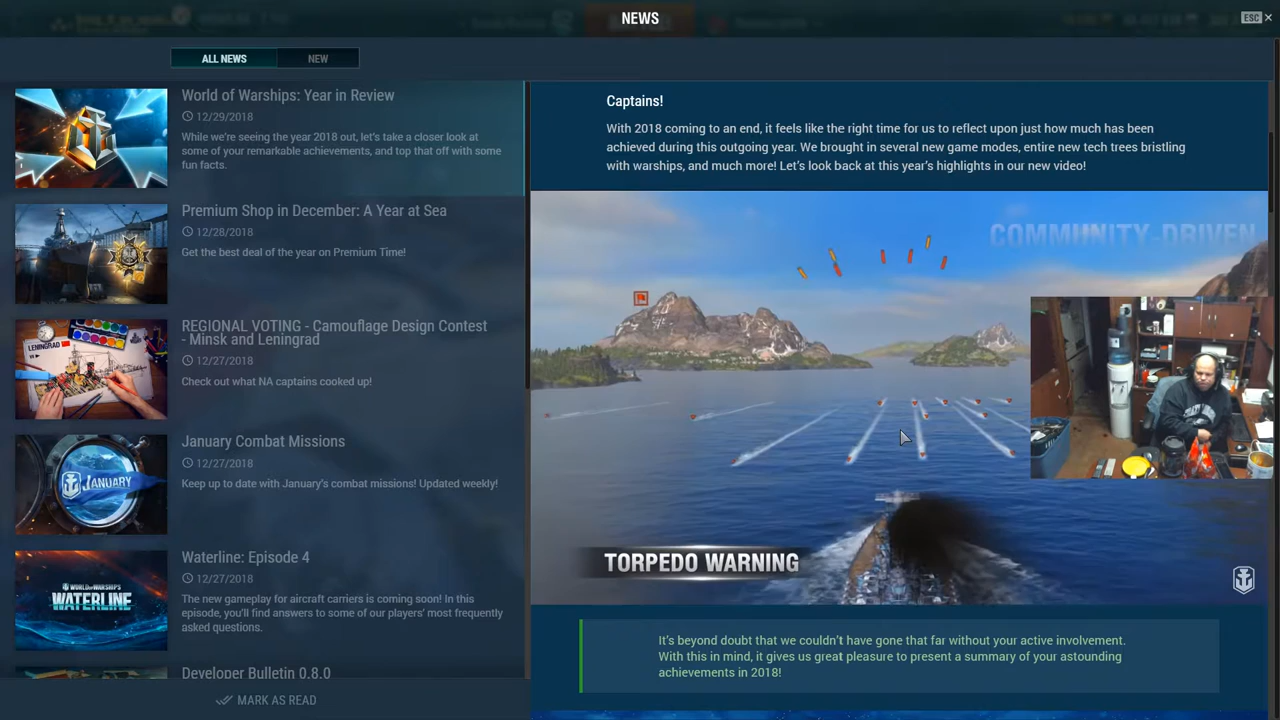 NEWS
ESC
ALL NEWS
NEW
World of Warships: Year in Review
12/29/2018
While we're seeing the year 2018 out, let's take a closer look at
some of your remarkable achievements, and top that off with some
fun facts.
Premium Shop in December: A Year at Sea
12/28/2018
Get the best deal of the year on Premium Time!
REGIONAL VOTING - Camouflage Design Contest
- Minsk and Leningrad
12/27/2018
Check out what NA captains cooked up!
LENINGRAD
January Combat Missions
12/27/2018
Keep up to date with January's combat missions! Updated weekly!
JANUARY
Waterline: Episode 4
12/27/2018
The new gameplay for aircraft carriers is coming soon! In this
episode, you'll find answers to some of our players' most frequently
asked questions.
WORLD OF WARSHIPS
WATERLINE
Developer Bulletin 0.8.0
MARK AS READ
Captains!
With 2018 coming to an end, it feels like the right time for us to reflect upon just how much has been
achieved during this outgoing year. We brought in several new game modes, entire new tech trees bristling
with warships, and much more! Let's look back at this year's highlights in our new video!
COMMUNITY-DRIVEN
TORPEDO WARNING
It's beyond doubt that we couldn't have gone that far without your active involvement.
With this in mind, it gives us great pleasure to present a summary of your astounding
achievements in 2018!